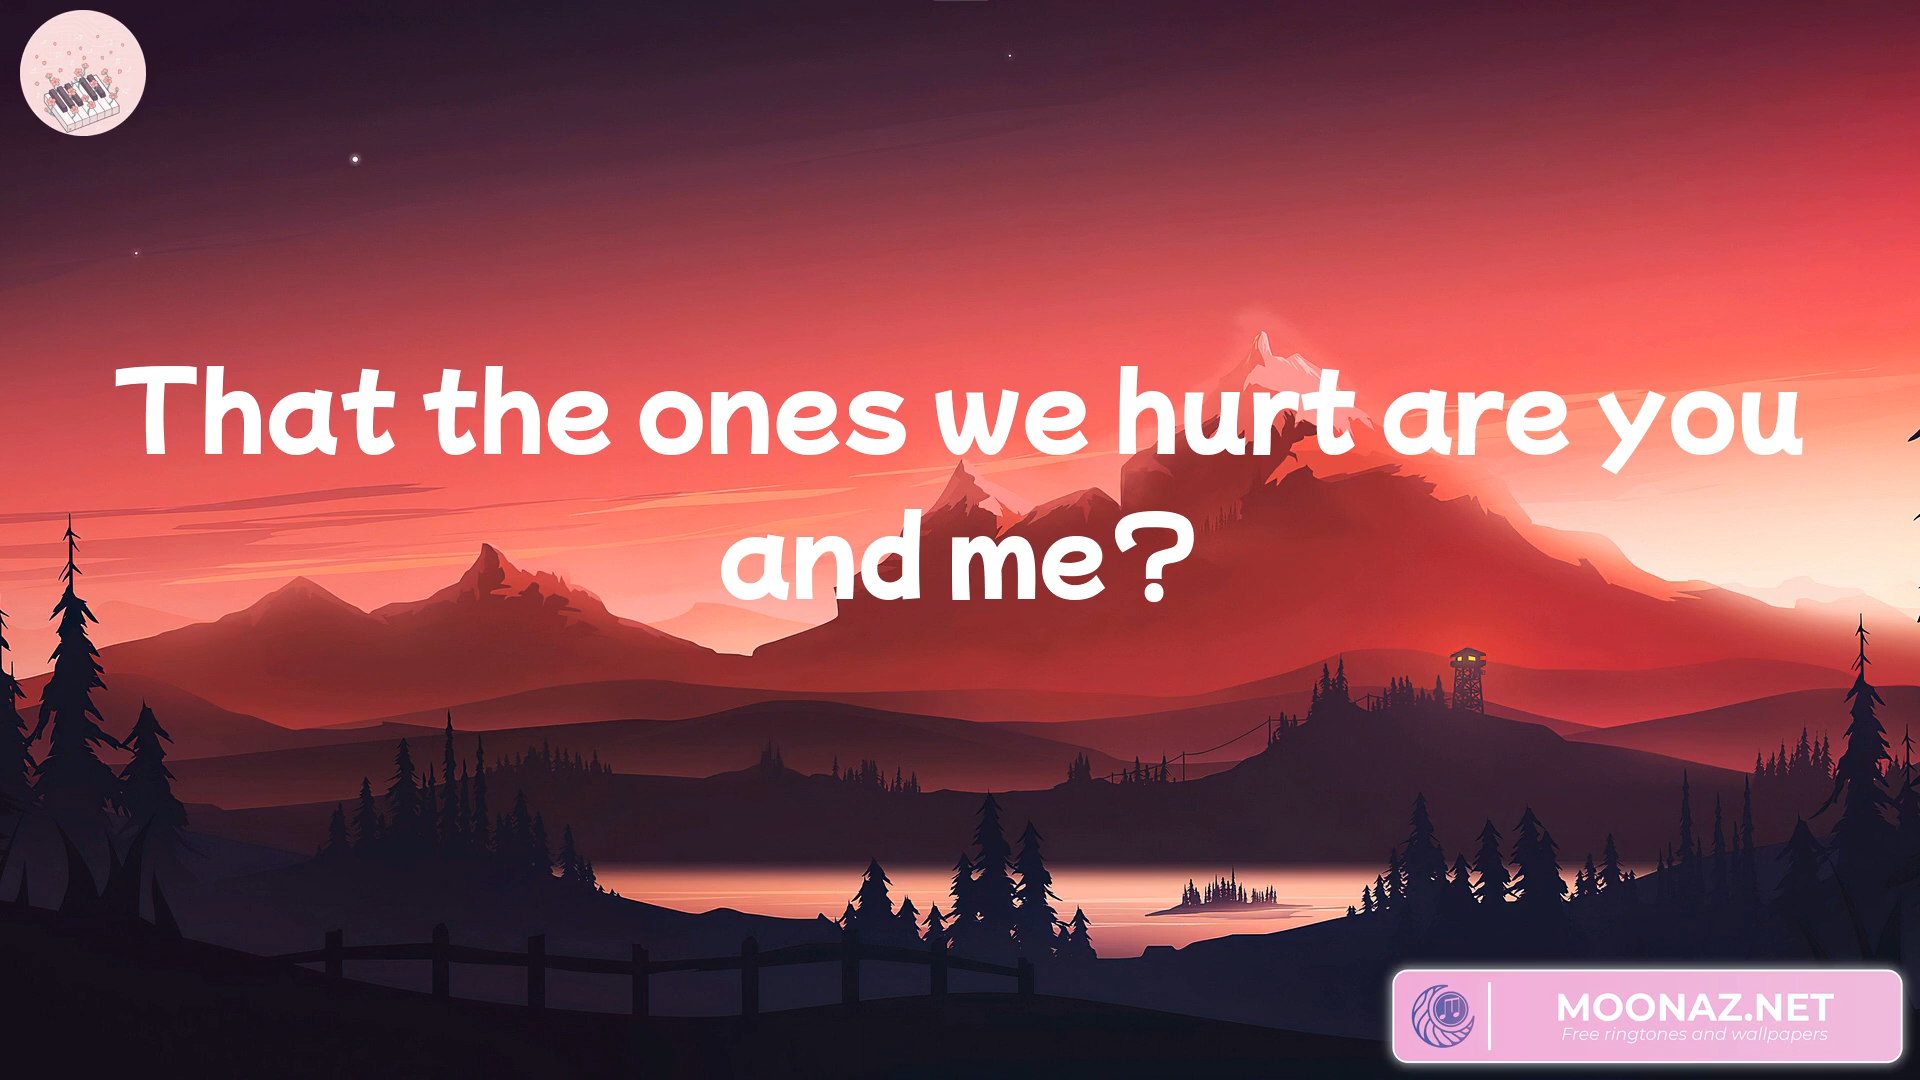 That the ones we hurt are you
and me?
MOONAZ.NET
Free ringtones and wallpapers